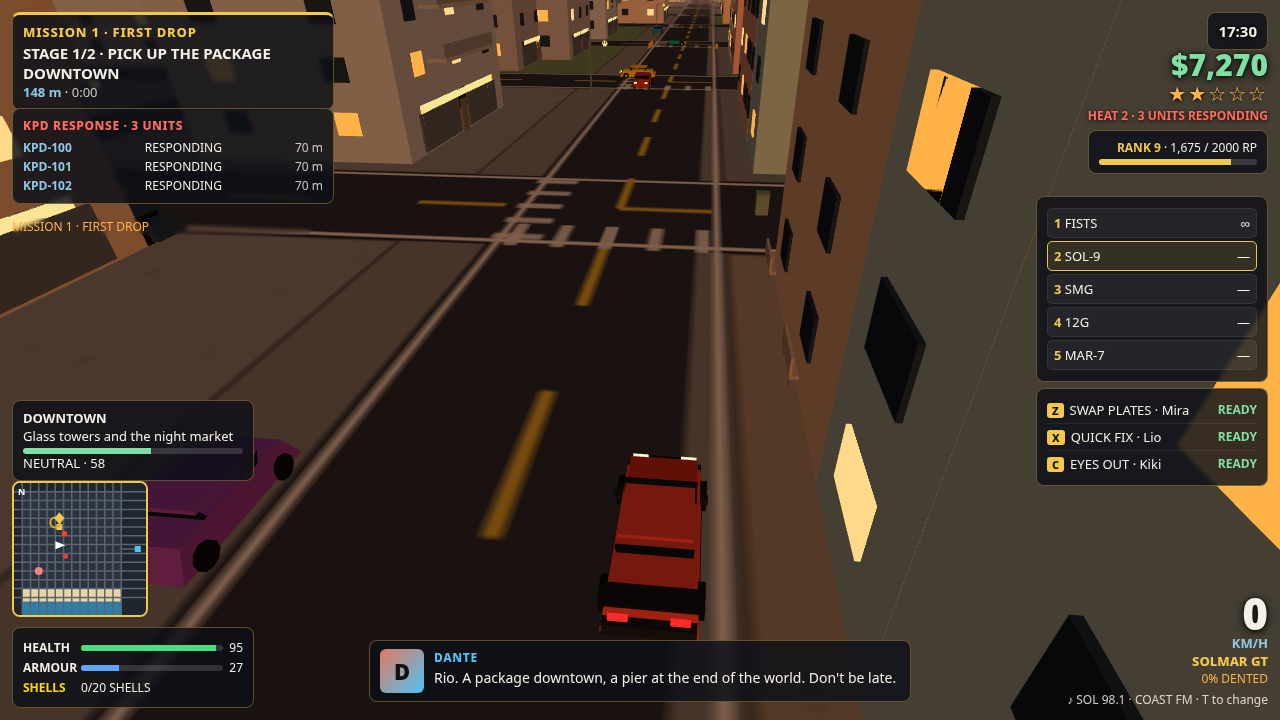 MISSION 1 · FIRST DROP
STAGE 1/2 · PICK UP THE PACKAGE
DOWNTOWN
148 m · 0:00
KPD RESPONSE · 3 UNITS
KPD-100 RESPONDING 70 m
KPD-101 RESPONDING 70 m
KPD-102 RESPONDING 70 m
MISSION 1 · FIRST DROP
17:30
$7,270
★★☆☆☆
HEAT 2 · 3 UNITS RESPONDING
RANK 9 · 1,675 / 2000 RP
1 FISTS ∞
2 SOL-9 —
3 SMG —
4 12G —
5 MAR-7 —
Z SWAP PLATES · Mira READY
X QUICK FIX · Lio READY
C EYES OUT · Kiki READY
DOWNTOWN
Glass towers and the night market
NEUTRAL · 58
N
HEALTH 95
ARMOUR 27
SHELLS 0/20 SHELLS
D
DANTE
Rio. A package downtown, a pier at the end of the world. Don't be late.
0
KM/H
SOLMAR GT
0% DENTED
♪ SOL 98.1 · COAST FM · T to change